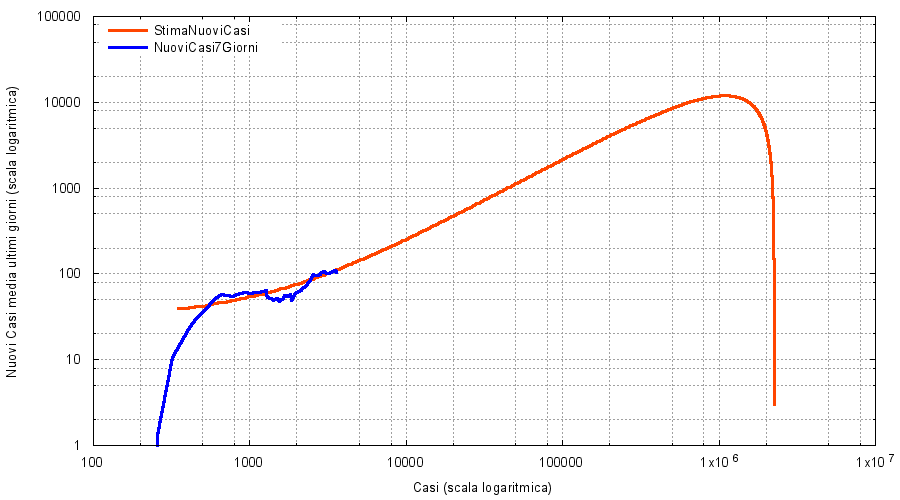 100000
10000
1000
100
10
1
StimaNuoviCasi
NuoviCasi7Giorni
Nuovi Casi media ultimi giorni (scala logaritmica)
100 1000 10000 100000 1x10 6 1x10 7
Casi (scala logaritmica)